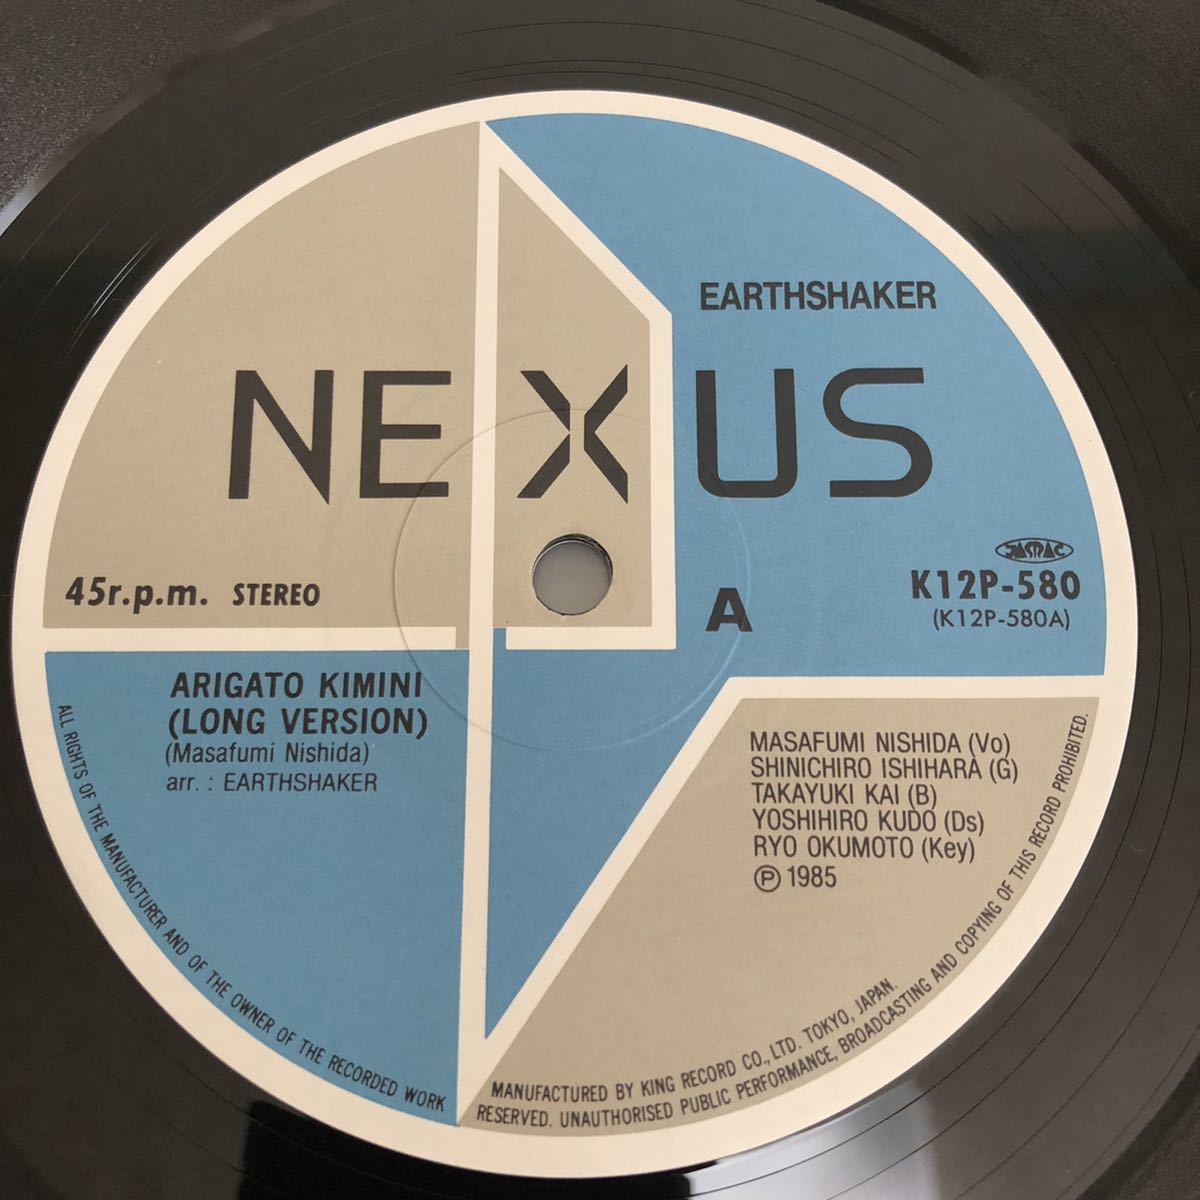 EARTHSHAKER
NEXUS
JASRAC
45r.p.m. STEREO
K12P-580
(K12P-580A)
A
ARIGATO KIMINI
(LONG VERSION)
(Masafumi Nishida)
arr. : EARTHSHAKER
MASAFUMI NISHIDA (Vo)
SHINICHIRO ISHIHARA (G)
TAKAYUKI KAI (B)
YOSHIHIRO KUDO (Ds)
RYO OKUMOTO (Key)
Ⓟ 1985
MANUFACTURED BY KING RECORD CO., LTD. TOKYO, JAPAN.
ALL RIGHTS OF THE MANUFACTURER AND OF THE OWNER OF THE RECORDED WORK RESERVED. UNAUTHORISED PUBLIC PERFORMANCE, BROADCASTING AND COPYING OF THIS RECORD PROHIBITED.